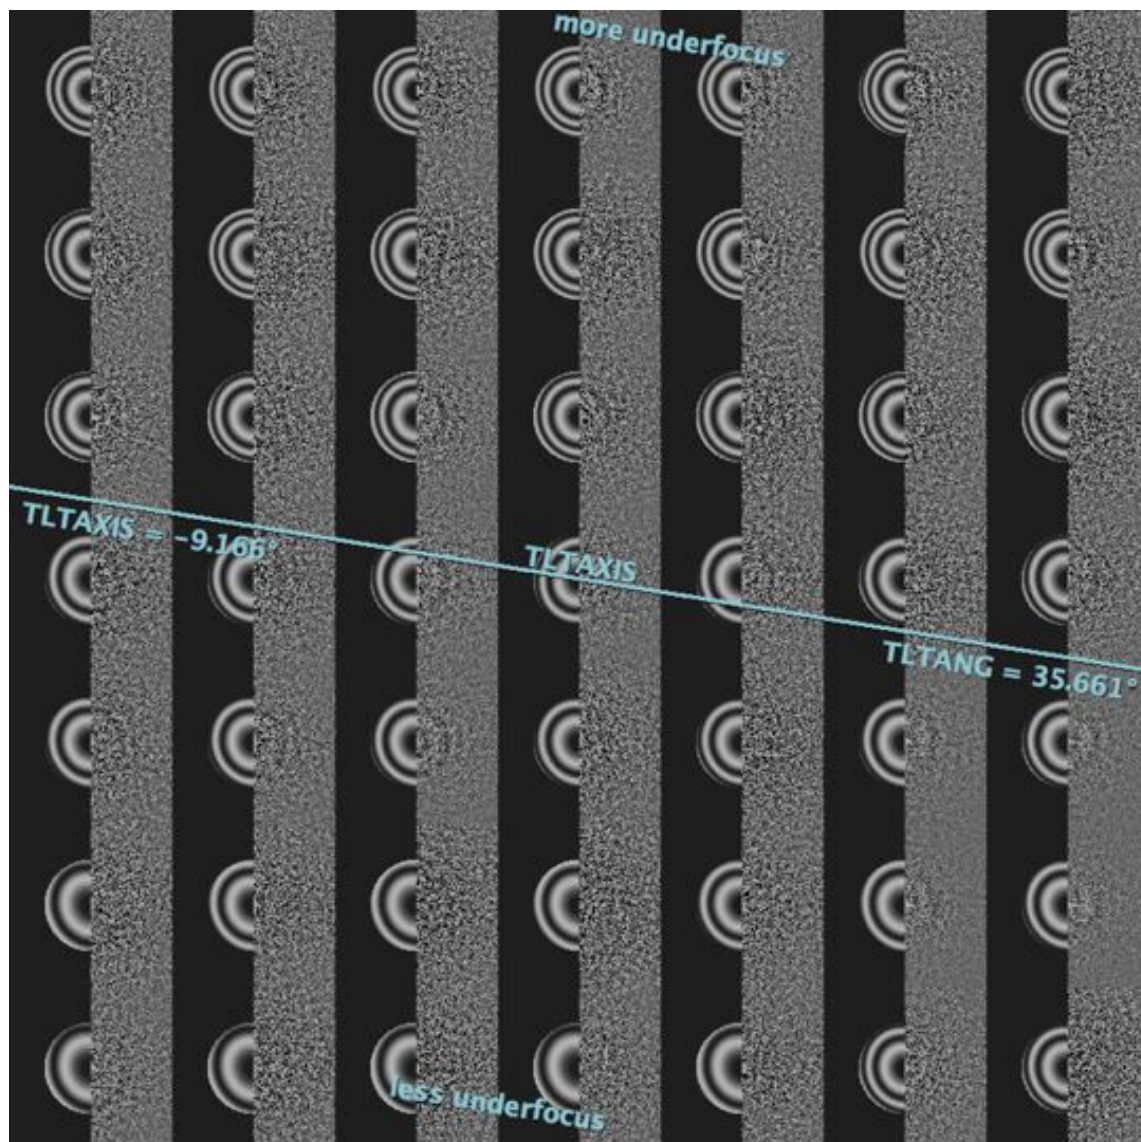 more underfocus
TLTAXIS = −9.166°
TLTAXIS
TLTANG = 35.661°
less underfocus